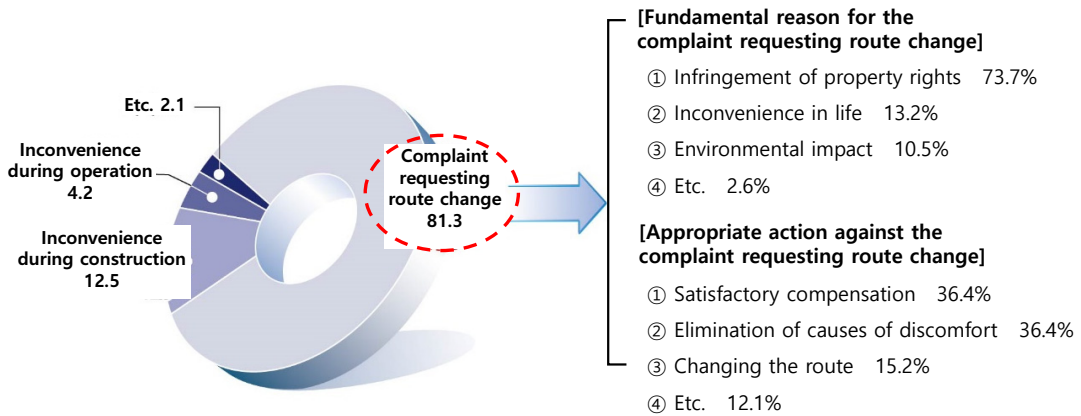 Etc. 2.1
Inconvenience
during operation
4.2
Inconvenience
during construction
12.5
Complaint
requesting
route change
81.3
[Fundamental reason for the
complaint requesting route change]
① Infringement of property rights 73.7%
② Inconvenience in life 13.2%
③ Environmental impact 10.5%
④ Etc. 2.6%
[Appropriate action against the
complaint requesting route change]
① Satisfactory compensation 36.4%
② Elimination of causes of discomfort 36.4%
③ Changing the route 15.2%
④ Etc. 12.1%